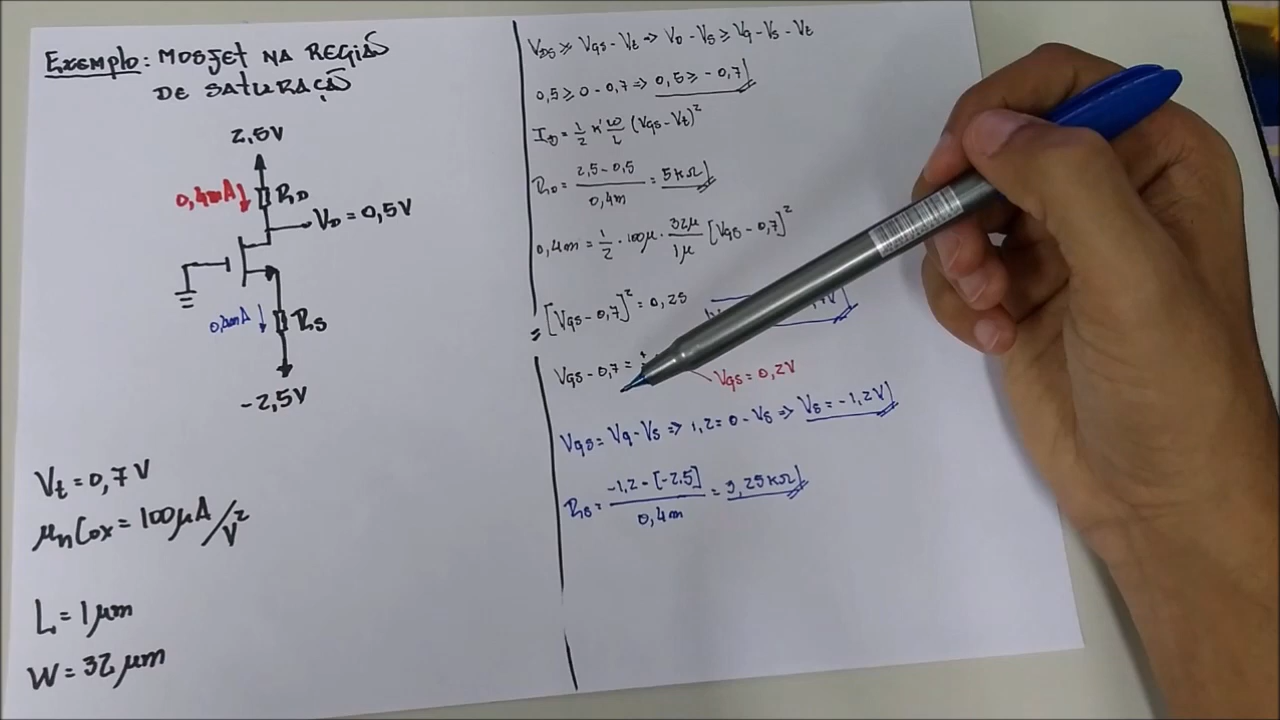 Exemplo: MOSfet NA REGIÃO
DE SATURAÇÃO
2,5V
0,4mA
RD
VD = 0,5V
0,4mA
RS
-2,5V
Vt = 0,7V
μnCox = 100μA/V²
L = 1μm
W = 32μm
VDS ≥ VGS - Vt => VD - VS ≥ VG - VS - Vt
0,5 ≥ 0 - 0,7 => 0,5 ≥ -0,7
ID = 1/2 K' W/L (VGS - Vt)²
RD = 2,5 - 0,5 / 0,4m = 5kΩ
0,4m = 1/2 · 100μ · 32μ/1μ [VGS - 0,7]²
= [VGS - 0,7]² = 0,25
VGS - 0,7 =
VGS = 0,2V
VGS = VG - VS => 1,2 = 0 - VS => VS = -1,2V
RS = -1,2 - [-2.5] / 0,4m = 3,25kΩ